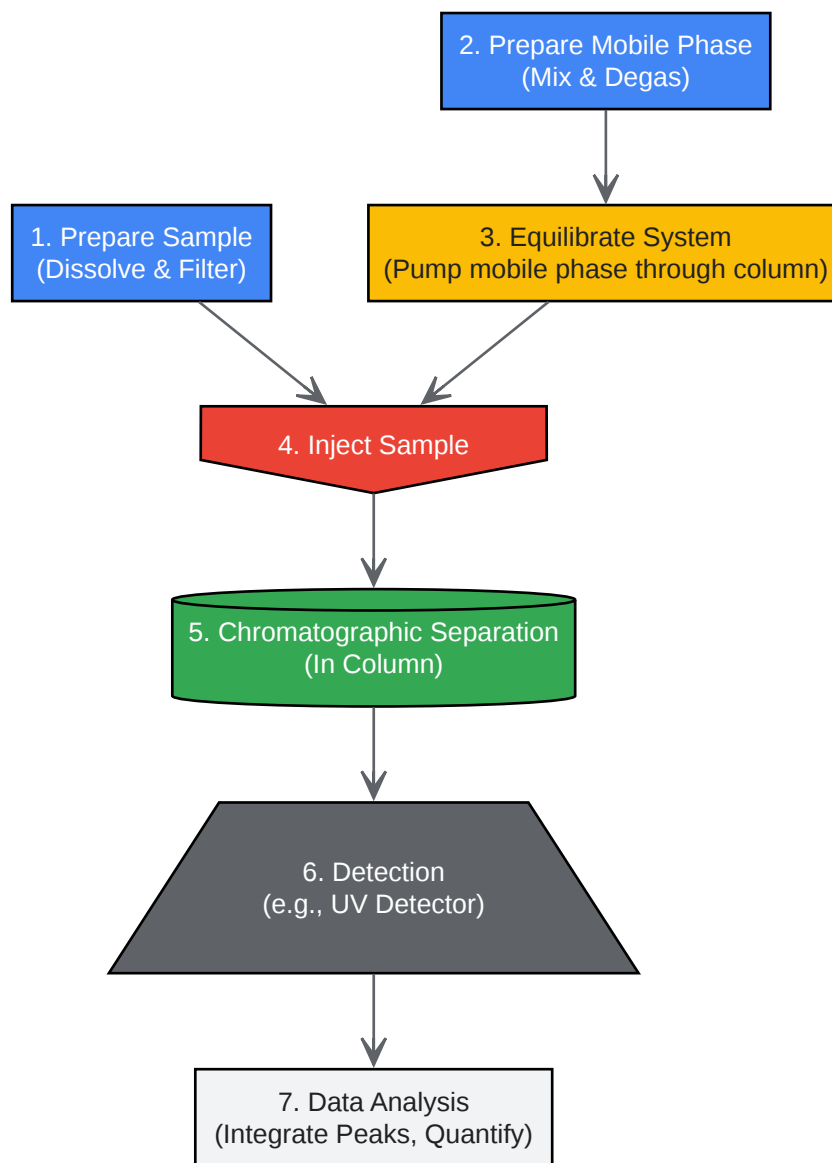 2. Prepare Mobile Phase
(Mix & Degas)
1. Prepare Sample
(Dissolve & Filter)
3. Equilibrate System
(Pump mobile phase through column)
4. Inject Sample
5. Chromatographic Separation
(In Column)
6. Detection
(e.g., UV Detector)
7. Data Analysis
(Integrate Peaks, Quantify)